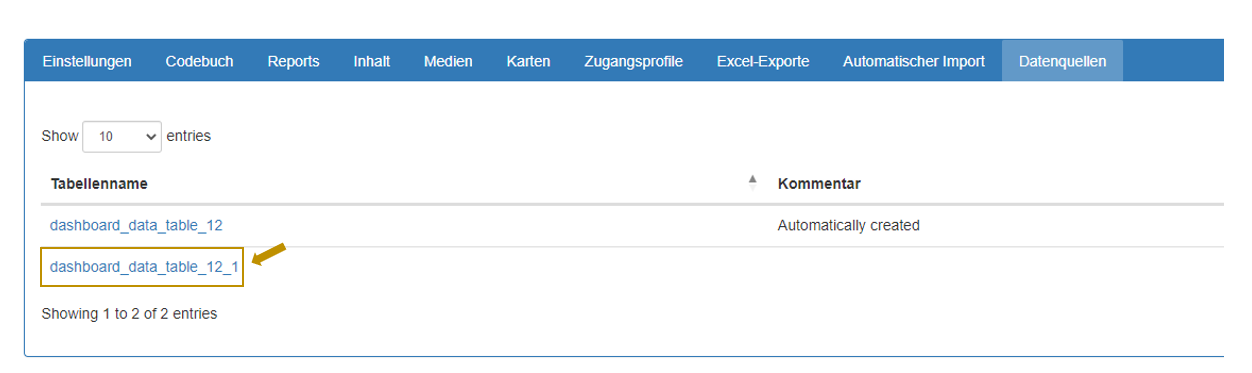 Einstellungen Codebuch Reports Inhalt Medien Karten Zugangsprofile Excel-Exporte Automatischer Import Datenquellen
Show 10 entries
Tabellenname Kommentar
dashboard_data_table_12 Automatically created
dashboard_data_table_12_1
Showing 1 to 2 of 2 entries